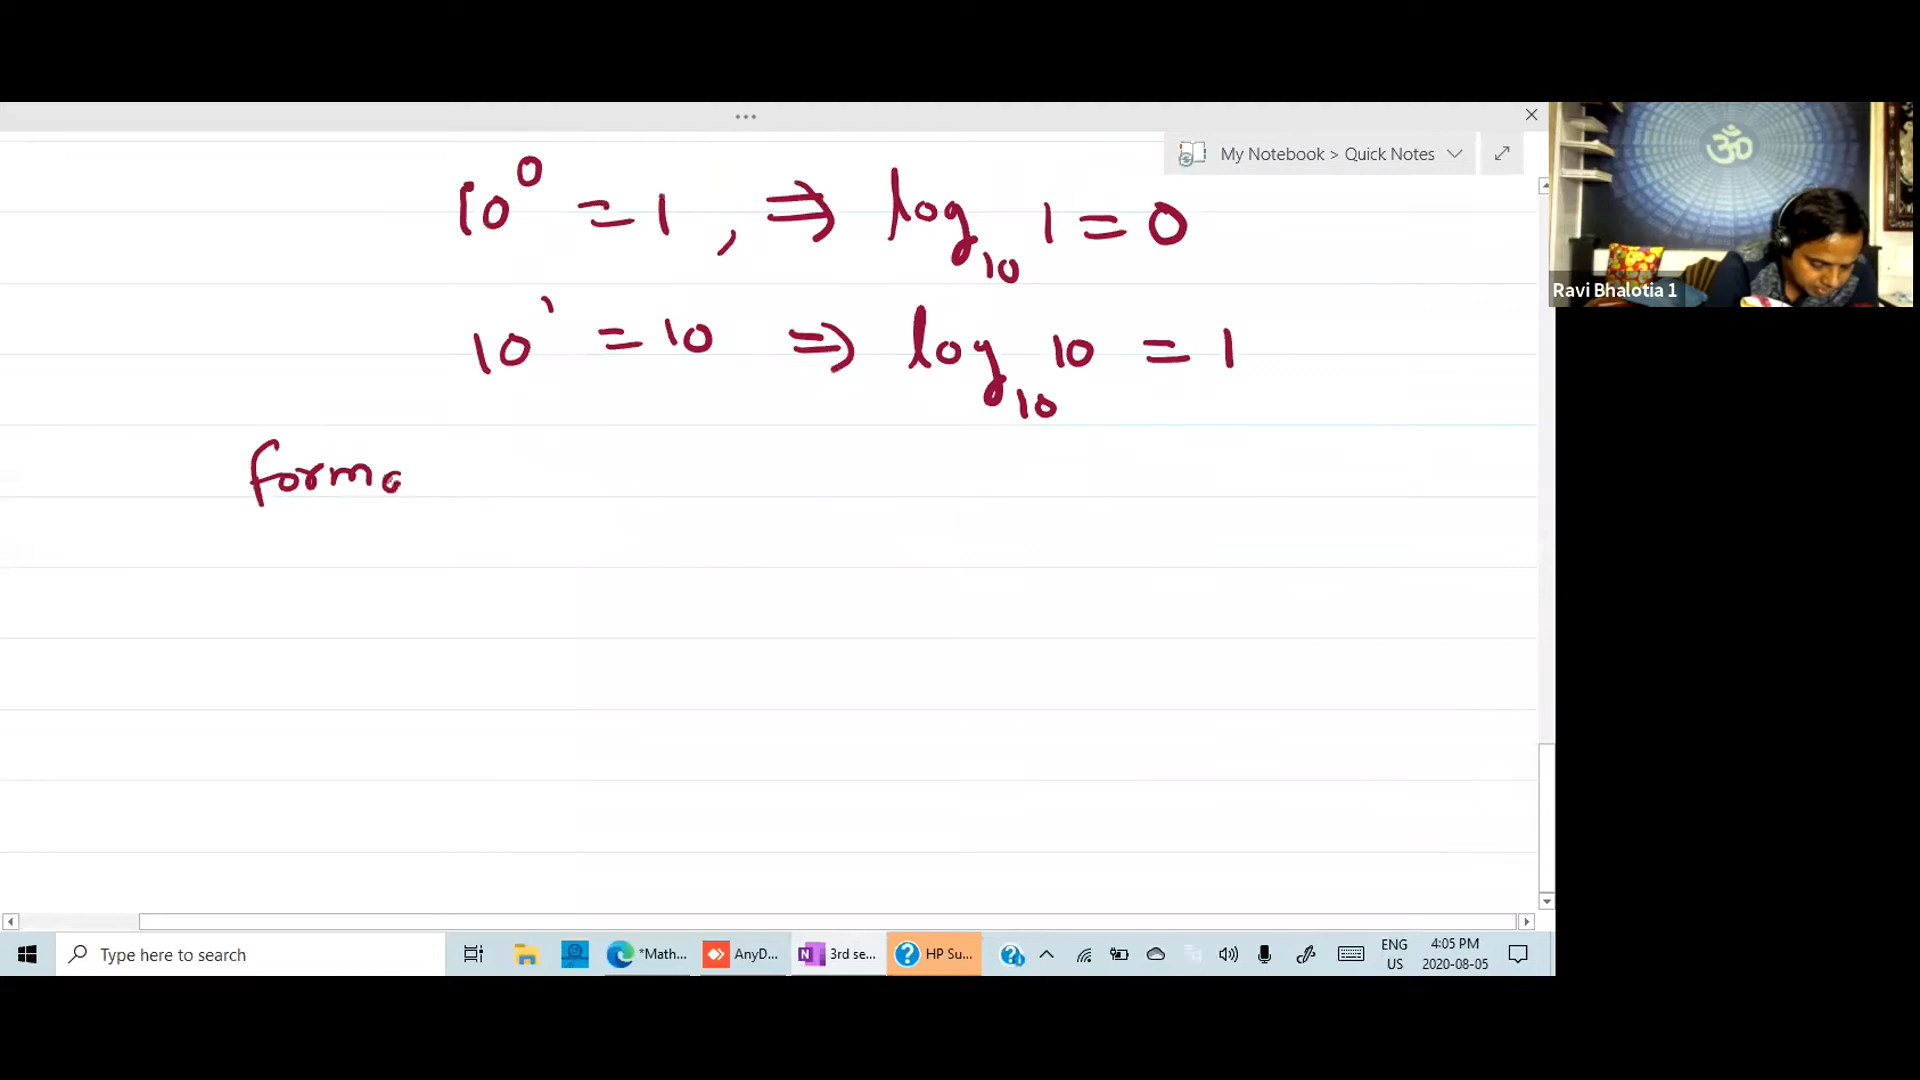 My Notebook > Quick Notes
10⁰ = 1 , ⇒ log₁₀ 1 = 0
10¹ = 10 ⇒ log₁₀ 10 = 1
forma
Ravi Bhalotia 1
Type here to search
*Math...
AnyD...
3rd se...
HP Su...
ENG
US
4:05 PM
2020-08-05